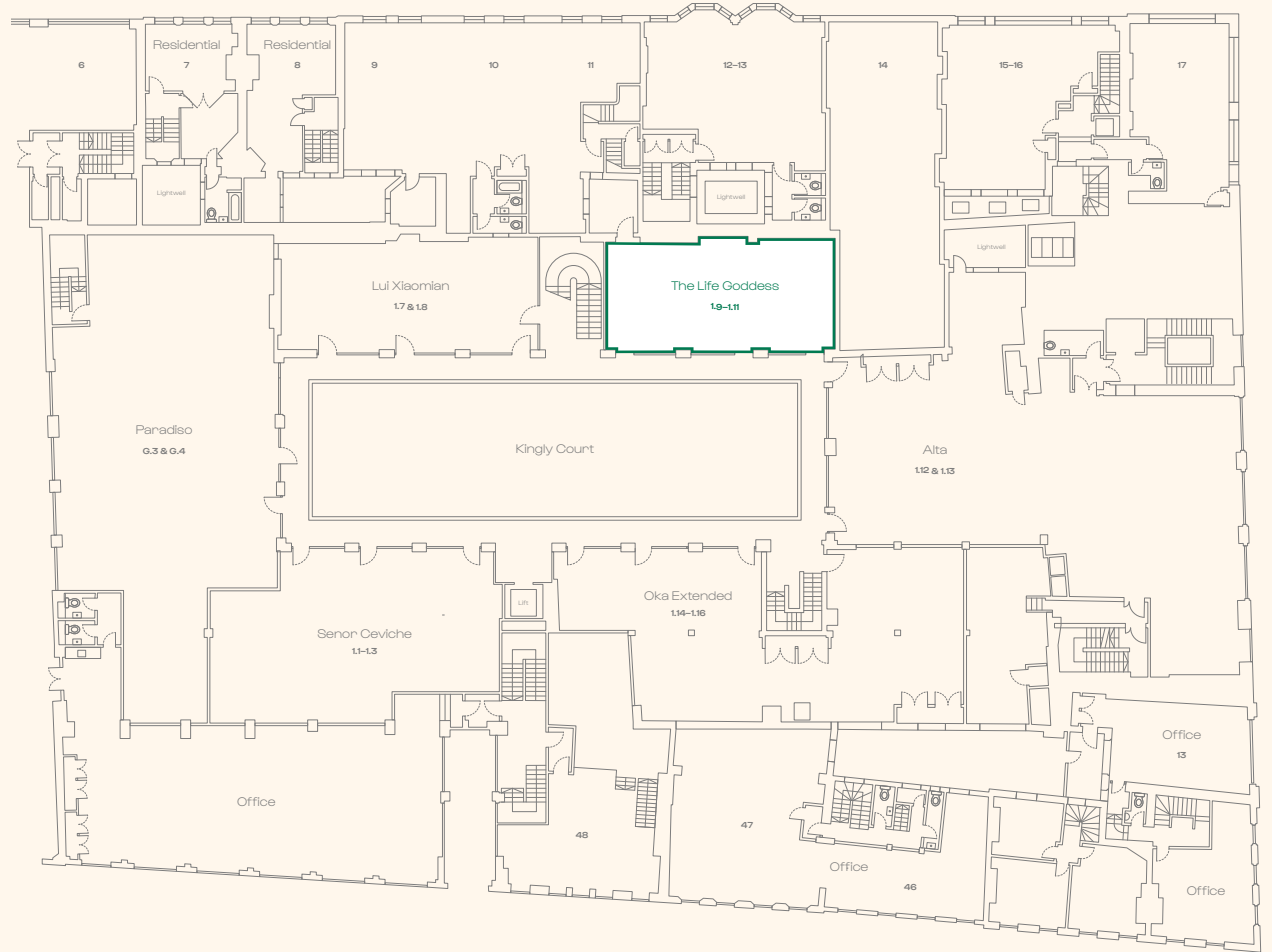 Residential
7
Residential
8
6
9
10
11
12–13
14
15–16
17
Lightwell
Lightwell
Lightwell
Lui Xiaomian
1.7 & 1.8
The Life Goddess
1.9–1.11
Paradiso
G.3 & G.4
Kingly Court
Alta
1.12 & 1.13
Senor Ceviche
1.1–1.3
Lift
Oka Extended
1.14–1.16
Office
13
Office
48
47
Office
46
Office